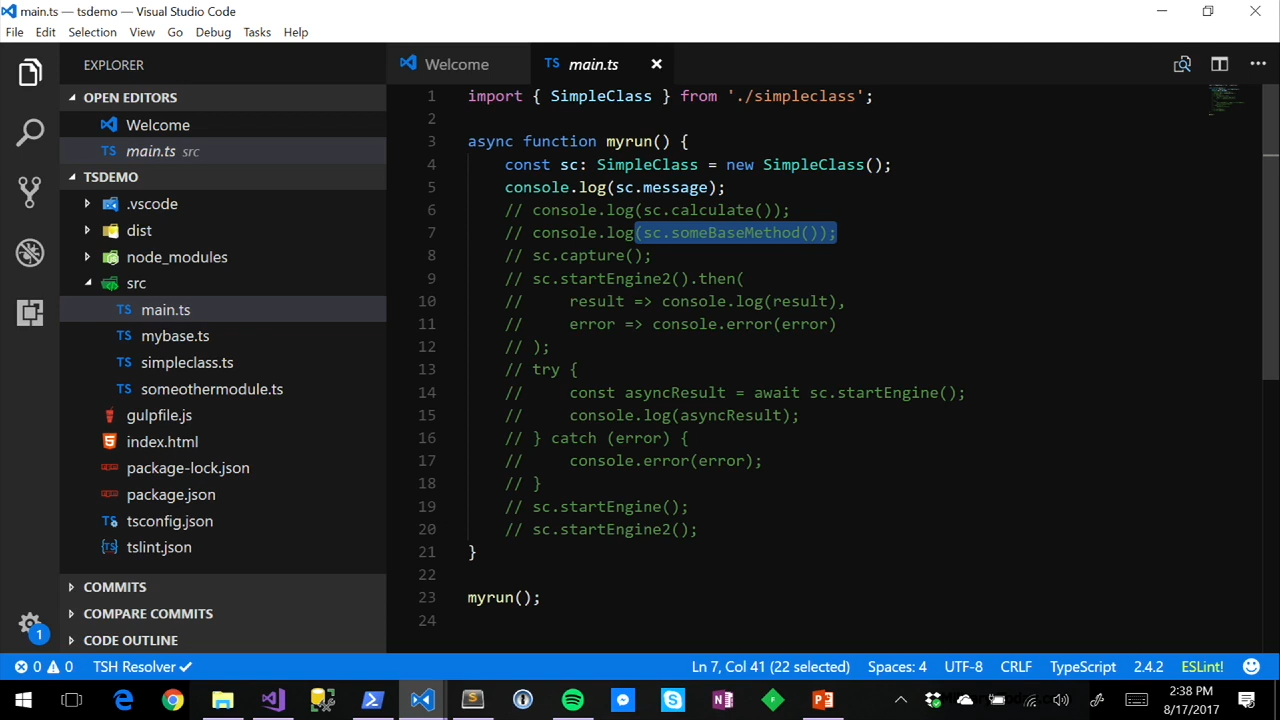 main.ts — tsdemo — Visual Studio Code
File Edit Selection View Go Debug Tasks Help
EXPLORER
OPEN EDITORS
Welcome
TS main.ts src
TSDEMO
.vscode
dist
node_modules
src
TS main.ts
TS mybase.ts
TS simpleclass.ts
TS someothermodule.ts
gulpfile.js
index.html
package-lock.json
package.json
TS tsconfig.json
{TS} tslint.json
COMMITS
COMPARE COMMITS
CODE OUTLINE
1
Welcome
TS main.ts
1 import { SimpleClass } from './simpleclass';
2
3 async function myrun() {
4 const sc: SimpleClass = new SimpleClass();
5 console.log(sc.message);
6 // console.log(sc.calculate());
7 // console.log(sc.someBaseMethod());
8 // sc.capture();
9 // sc.startEngine2().then(
10 // result => console.log(result),
11 // error => console.error(error)
12 // );
13 // try {
14 // const asyncResult = await sc.startEngine();
15 // console.log(asyncResult);
16 // } catch (error) {
17 // console.error(error);
18 // }
19 // sc.startEngine();
20 // sc.startEngine2();
21 }
22
23 myrun();
24
0 0 TSH Resolver Ln 7, Col 41 (22 selected) Spaces: 4 UTF-8 CRLF TypeScript 2.4.2 ESLint!
2:38 PM
8/17/2017